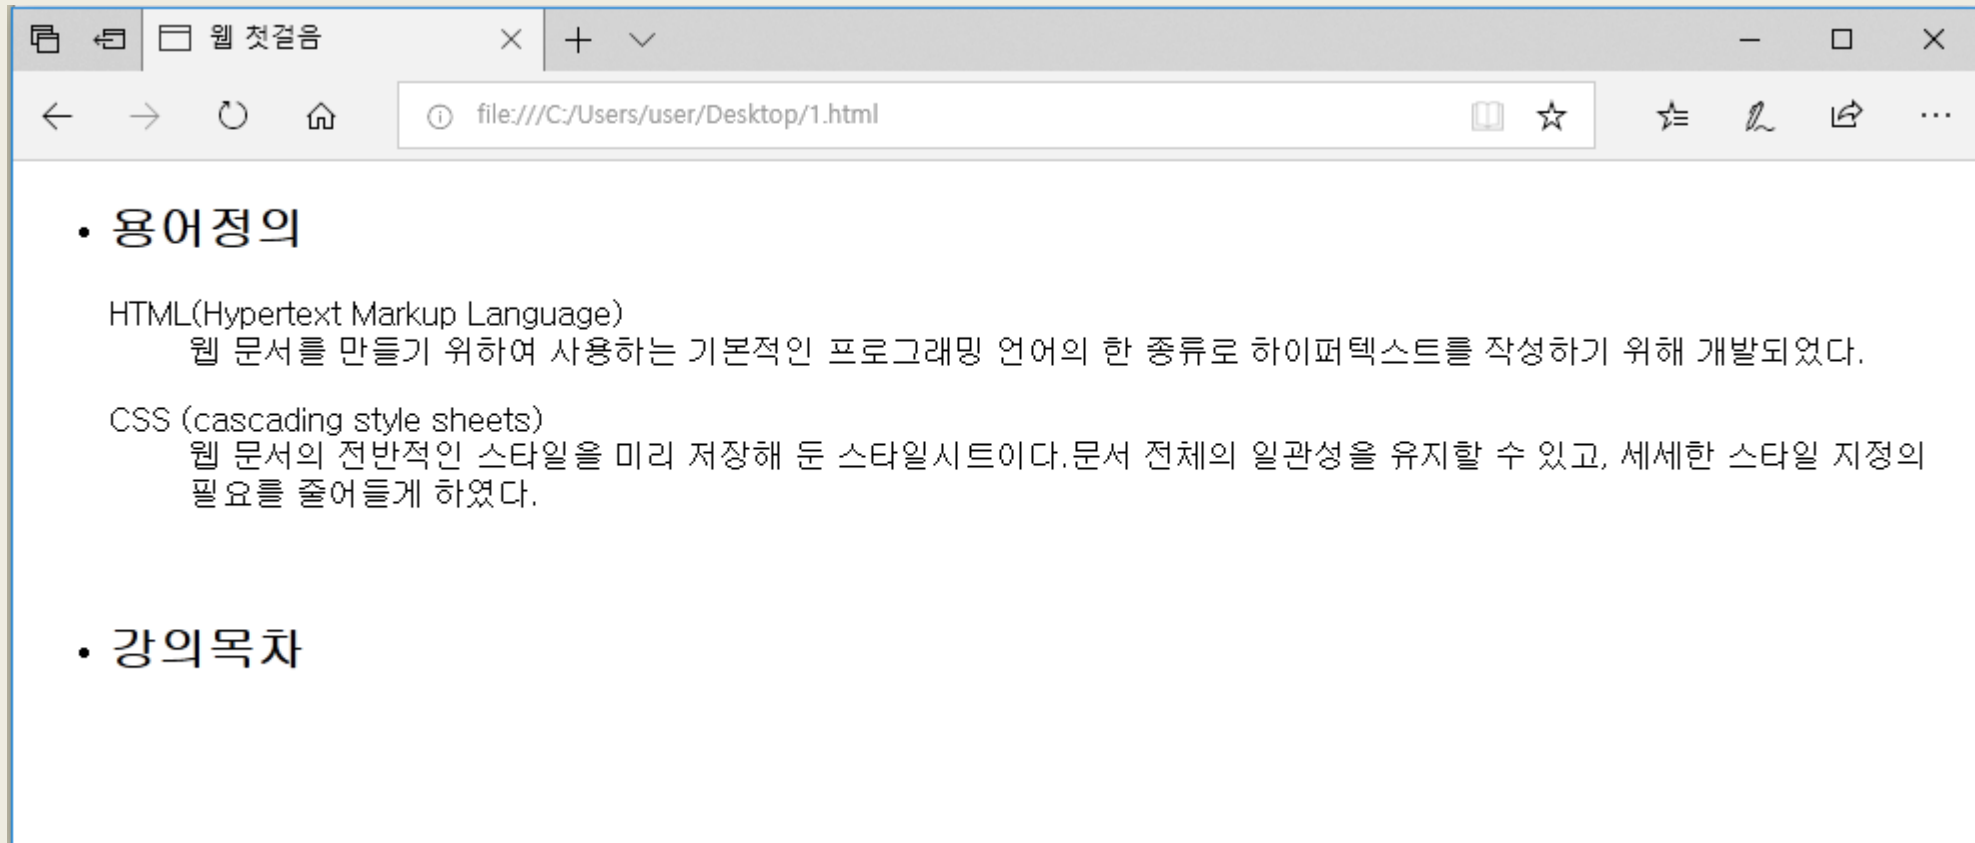 웹 첫걸음
file:///C:/Users/user/Desktop/1.html
• 용어정의
HTML(Hypertext Markup Language)
웹 문서를 만들기 위하여 사용하는 기본적인 프로그래밍 언어의 한 종류로 하이퍼텍스트를 작성하기 위해 개발되었다.
CSS (cascading style sheets)
웹 문서의 전반적인 스타일을 미리 저장해 둔 스타일시트이다.문서 전체의 일관성을 유지할 수 있고, 세세한 스타일 지정의
필요를 줄어들게 하였다.
• 강의목차